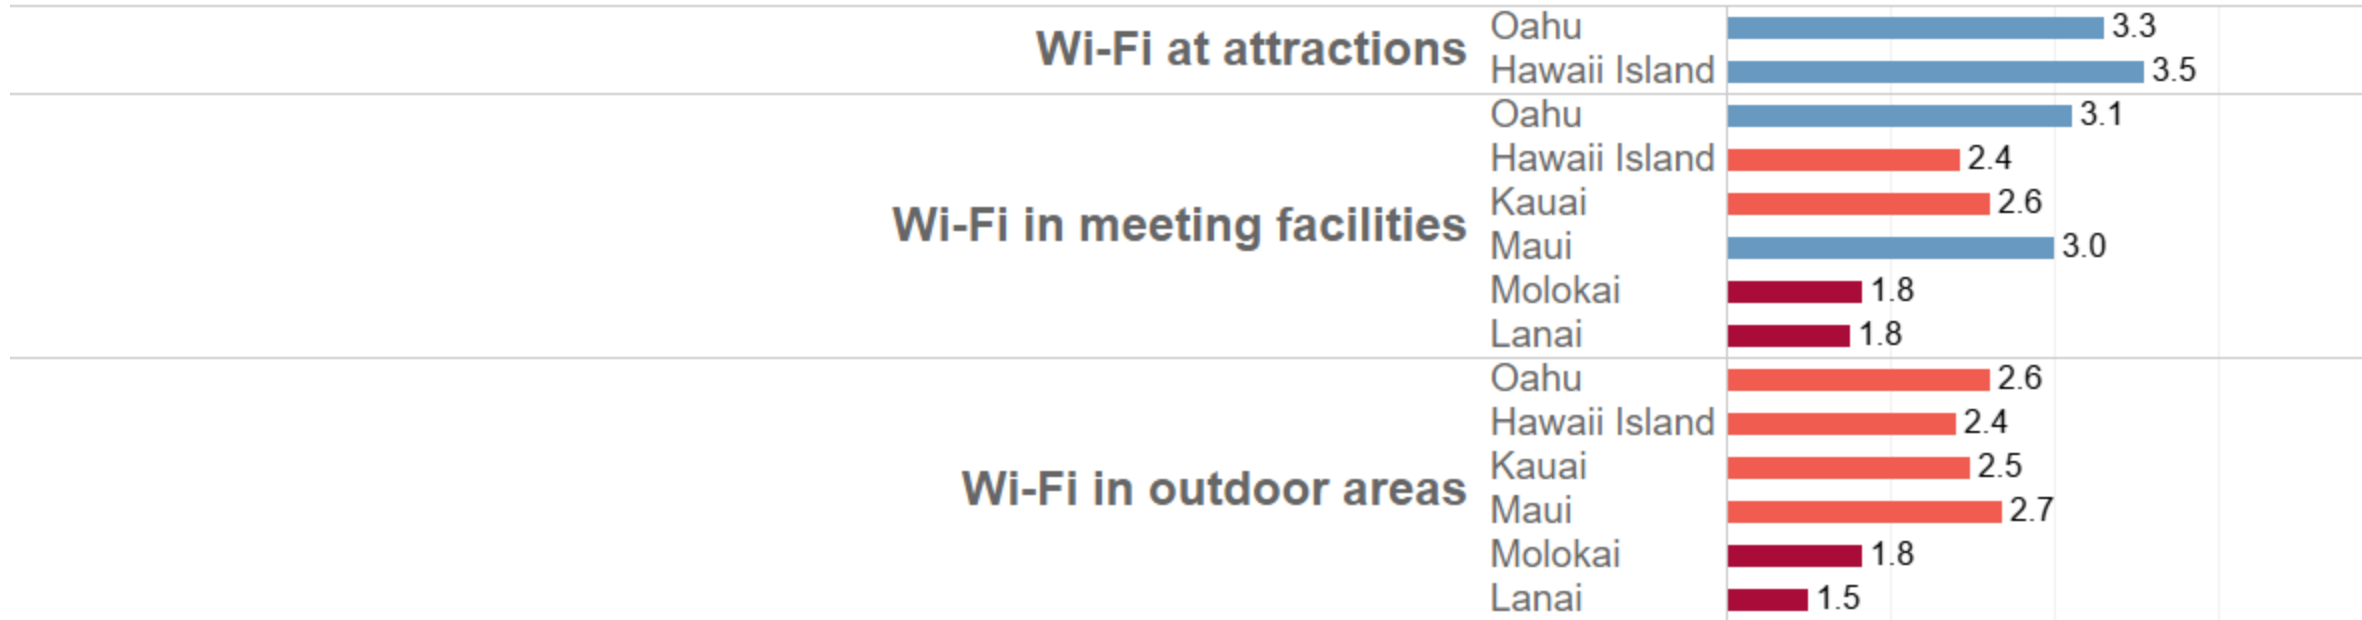 Wi-Fi at attractions
Oahu 3.3
Hawaii Island 3.5
Wi-Fi in meeting facilities
Oahu 3.1
Hawaii Island 2.4
Kauai 2.6
Maui 3.0
Molokai 1.8
Lanai 1.8
Wi-Fi in outdoor areas
Oahu 2.6
Hawaii Island 2.4
Kauai 2.5
Maui 2.7
Molokai 1.8
Lanai 1.5